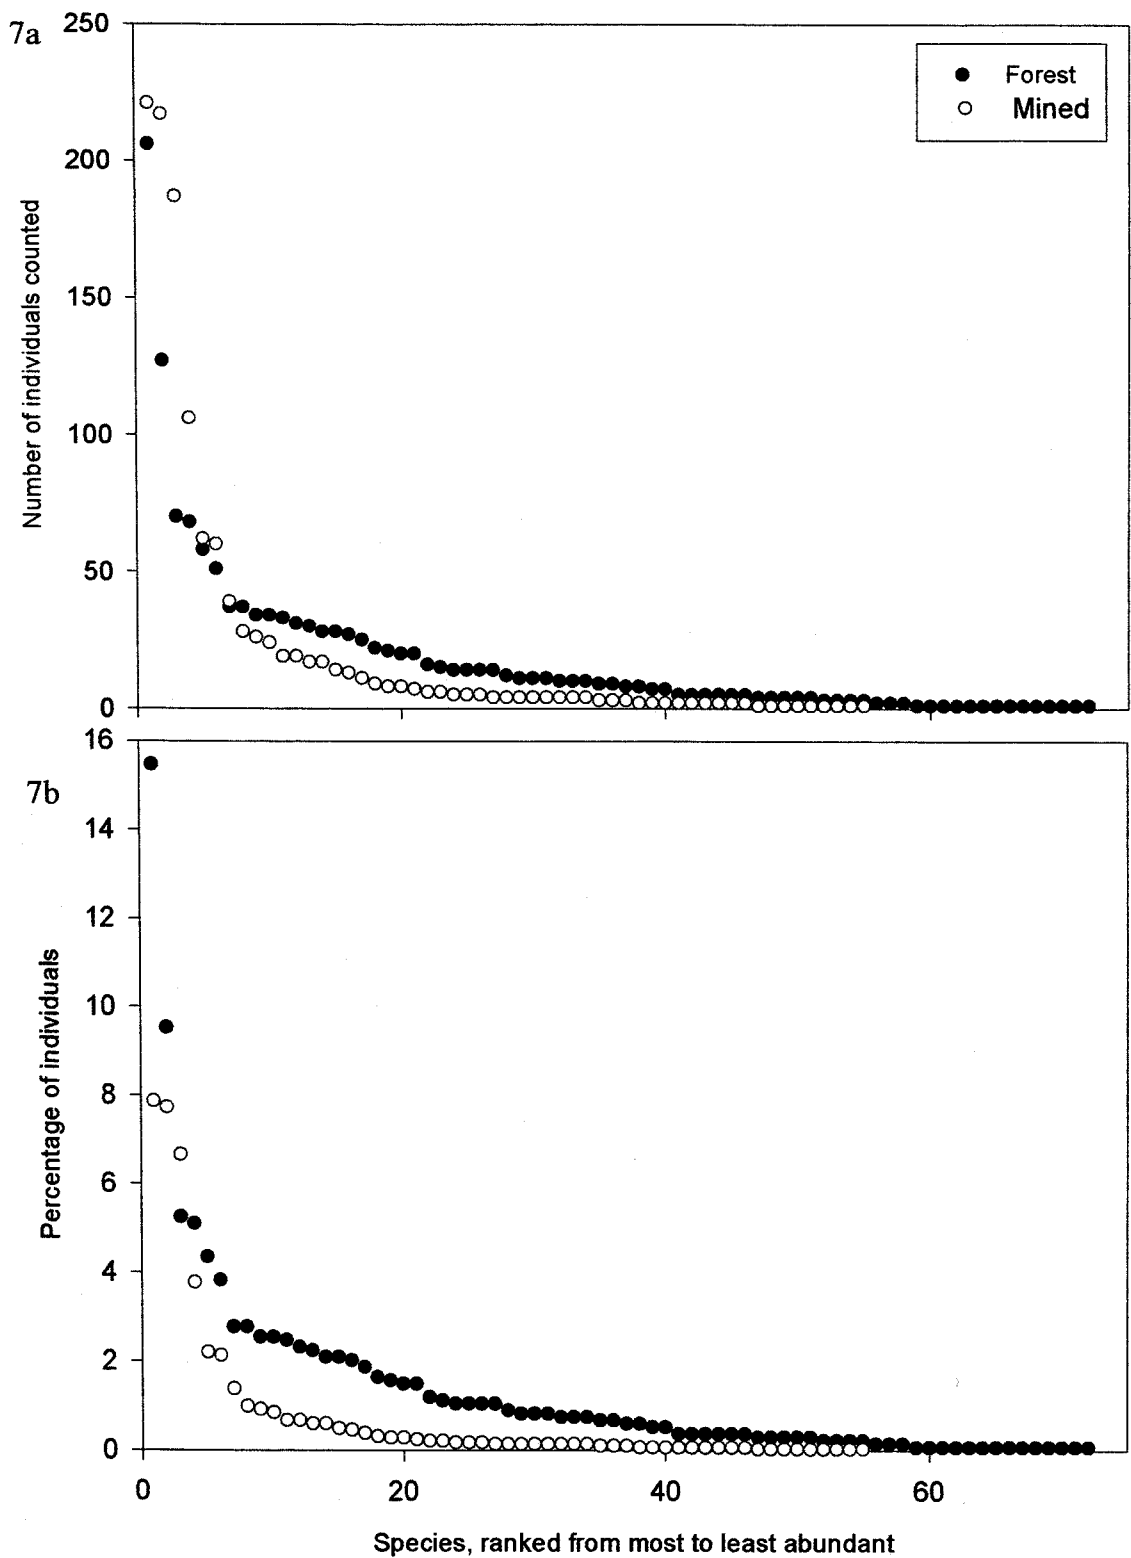 7a
250
200
150
100
50
0
Number of individuals counted
Forest
Mined
7b
16
14
12
10
8
6
4
2
0
Percentage of individuals
0 20 40 60
Species, ranked from most to least abundant